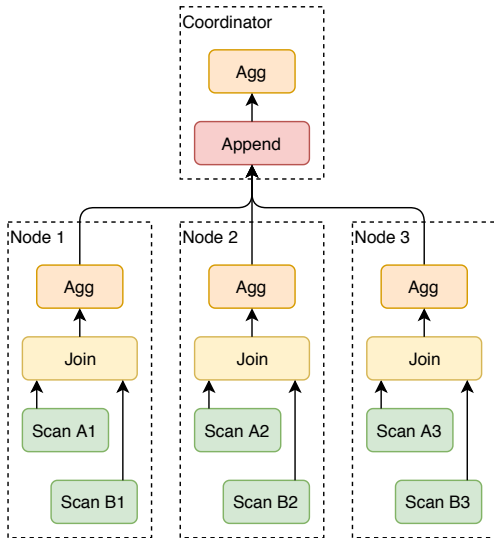 Coordinator
Agg
Append
Node 1
Agg
Join
Scan A1
Scan B1
Node 2
Agg
Join
Scan A2
Scan B2
Node 3
Agg
Join
Scan A3
Scan B3